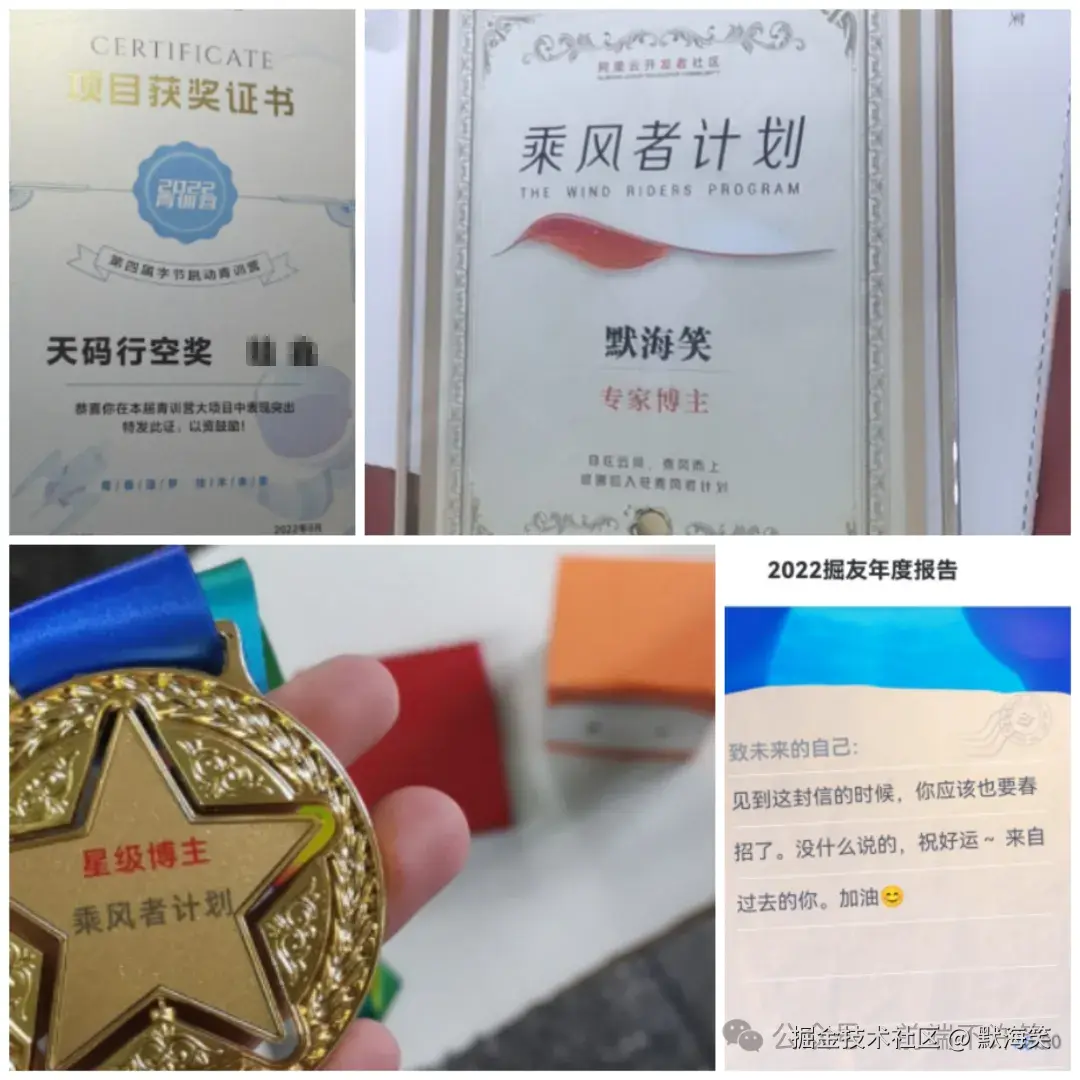 CERTIFICATE
项目获奖证书
2022
青训营
第四届字节跳动青训营
天码行空奖
恭喜你在本届青训营大项目中表现突出
特发此证,以资鼓励!
2022年9月
阿里云开发者社区
乘风者计划
THE WIND RIDERS PROGRAM
默海笑
专家博主
星级博主
乘风者计划
2022掘友年度报告
致未来的自己:
见到这封信的时候,你应该也要春
招了。没什么说的,祝好运~ 来自
过去的你。加油😊
掘金技术社区 @ 默海笑